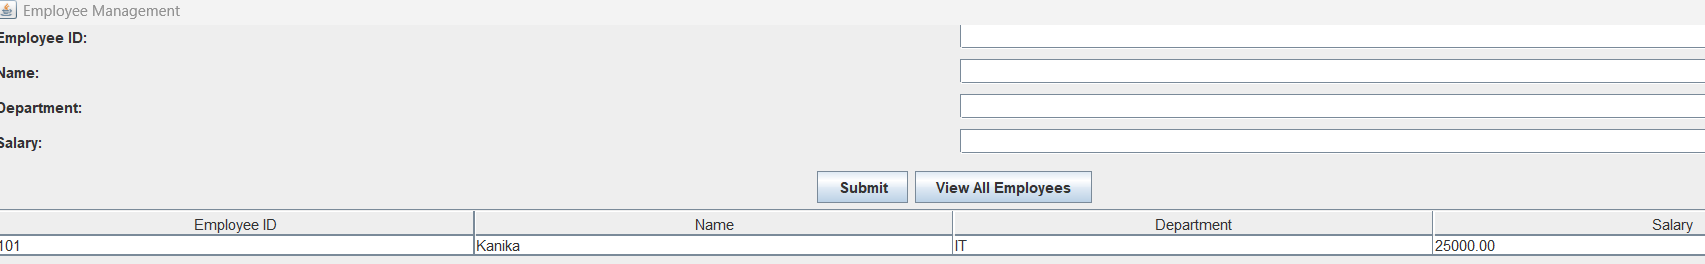 Employee Management
Employee ID:
Name:
Department:
Salary:
Submit View All Employees
Employee ID Name Department Salary
101 Kanika IT 25000.00